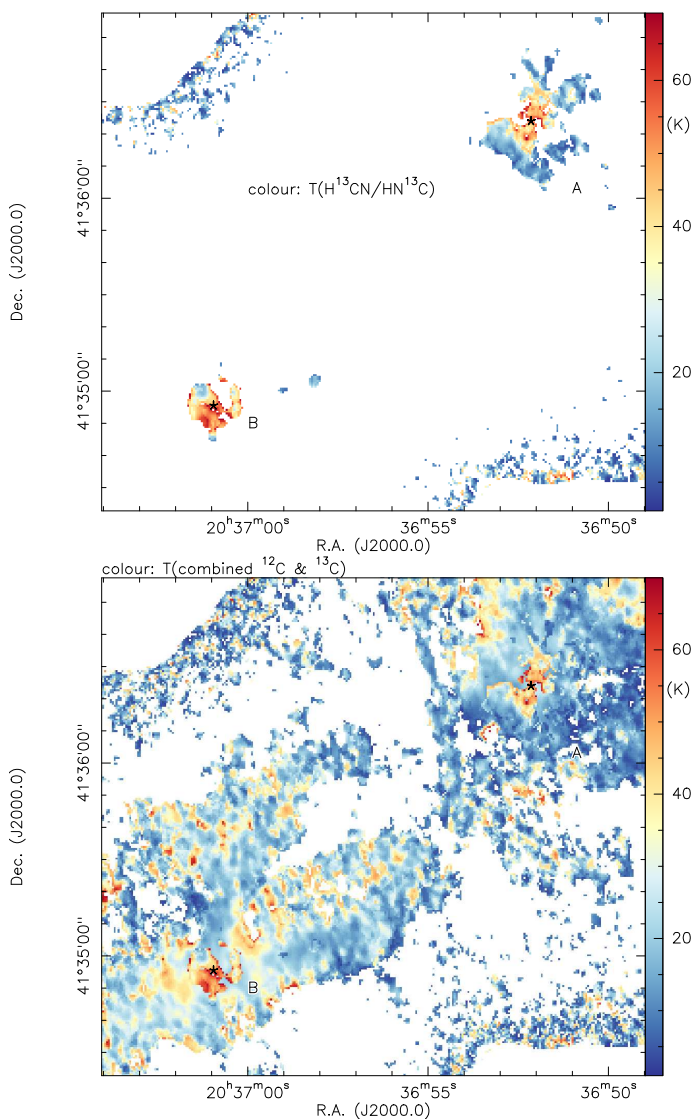 60
(K)
41°36'00"
colour: T(H¹³CN/HN¹³C)
A
40
Dec. (J2000.0)
20
41°35'00"
B
20ʰ37ᵐ00ˢ
36ᵐ55ˢ
36ᵐ50ˢ
R.A. (J2000.0)
colour: T(combined ¹²C & ¹³C)
60
(K)
41°36'00"
A
40
Dec. (J2000.0)
20
41°35'00"
B
20ʰ37ᵐ00ˢ
36ᵐ55ˢ
36ᵐ50ˢ
R.A. (J2000.0)